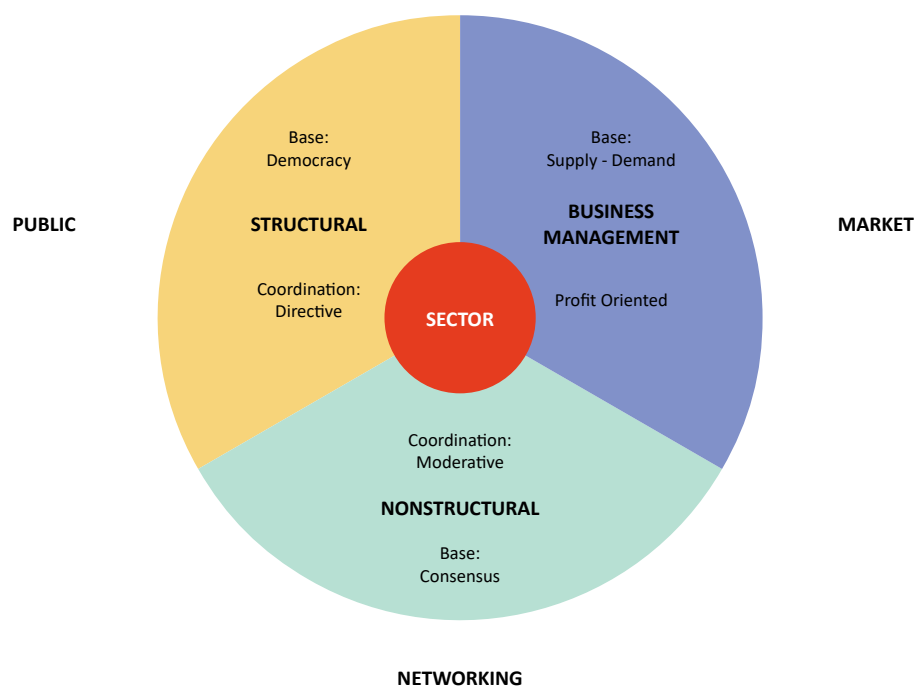 Base:
Democracy
STRUCTURAL
Coordination:
Directive
PUBLIC
Base:
Supply - Demand
BUSINESS
MANAGEMENT
Profit Oriented
MARKET
SECTOR
Coordination:
Moderative
NONSTRUCTURAL
Base:
Consensus
NETWORKING